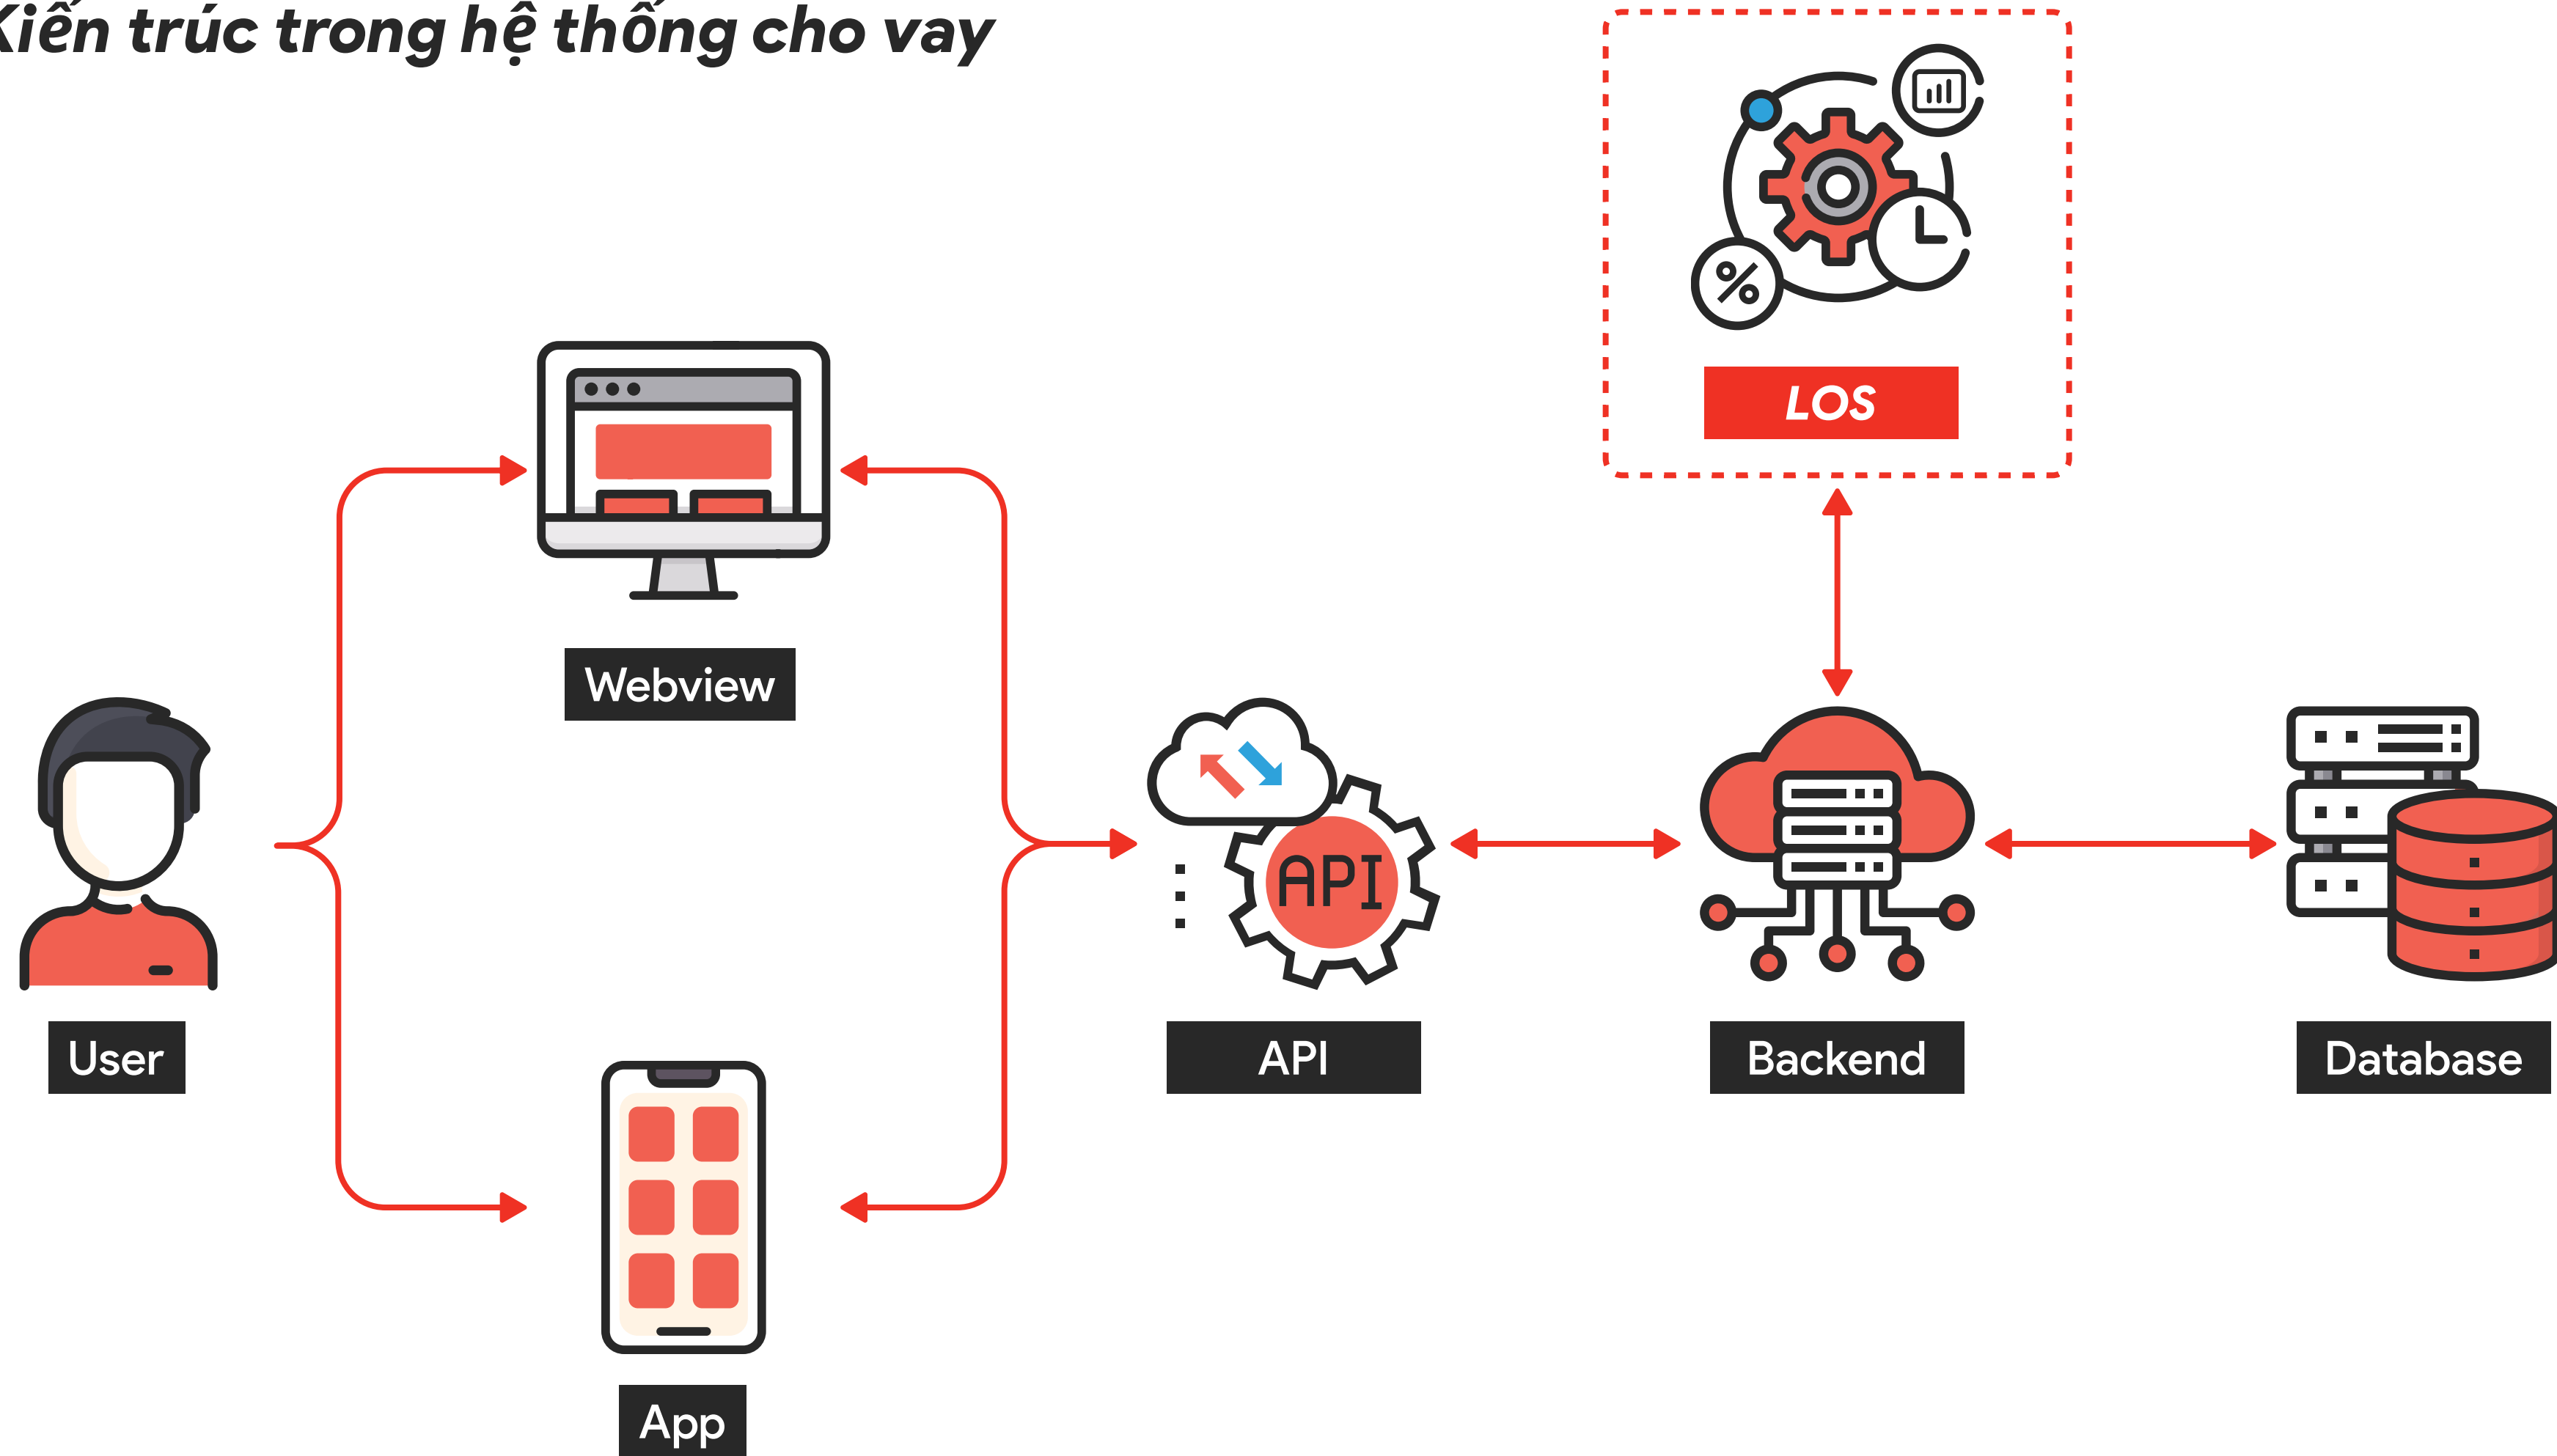 Kiến trúc trong hệ thống cho vay
LOS
Webview
API
User
API
Backend
Database
App